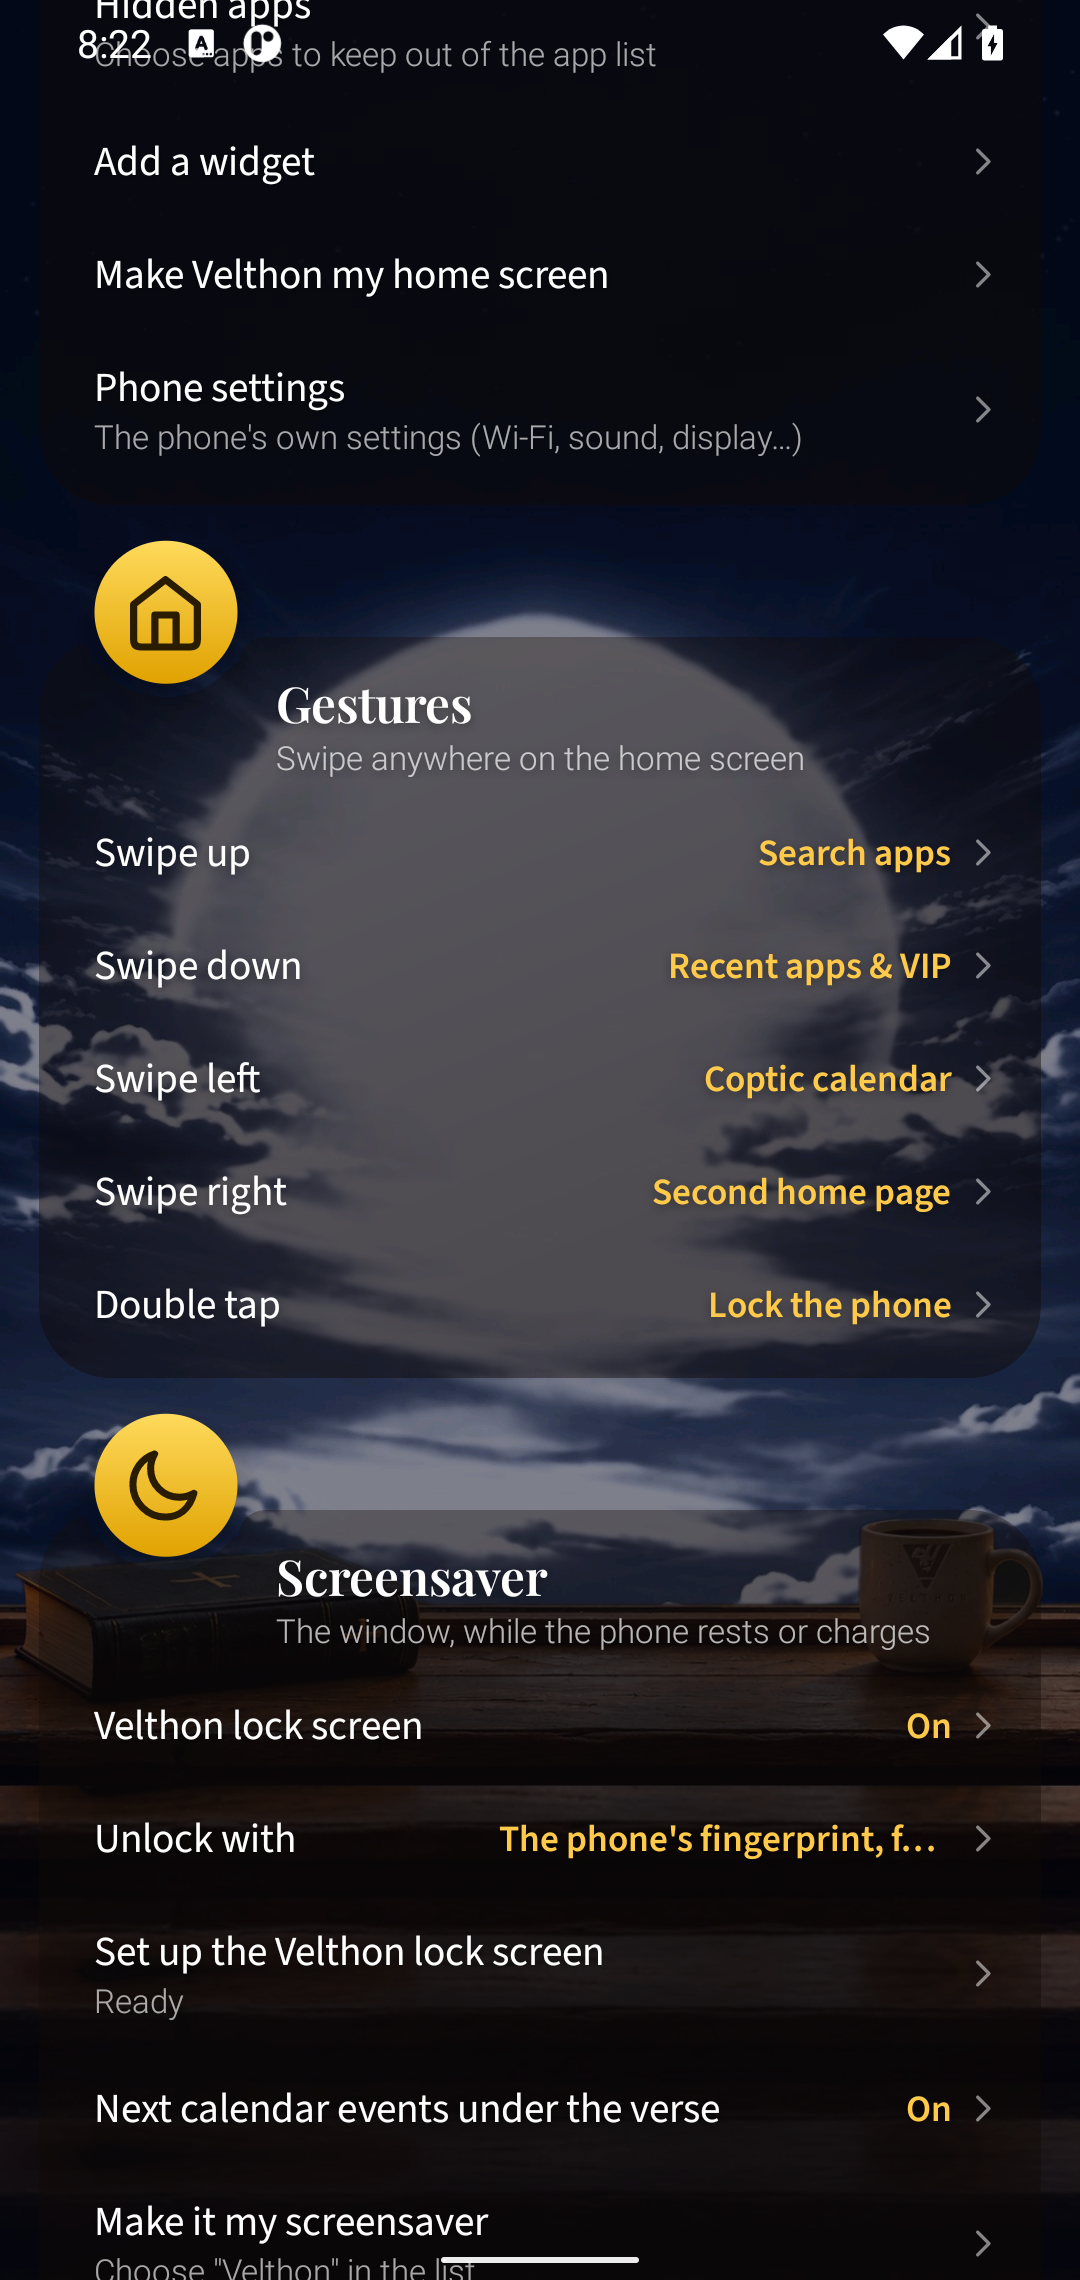 Hidden apps
8:22
Choose apps to keep out of the app list
Add a widget
Make Velthon my home screen
Phone settings
The phone's own settings (Wi-Fi, sound, display…)
Gestures
Swipe anywhere on the home screen
Swipe up Search apps
Swipe down Recent apps & VIP
Swipe left Coptic calendar
Swipe right Second home page
Double tap Lock the phone
Screensaver
The window, while the phone rests or charges
Velthon lock screen On
Unlock with The phone's fingerprint, f…
Set up the Velthon lock screen
Ready
Next calendar events under the verse On
Make it my screensaver
Choose "Velthon" in the list